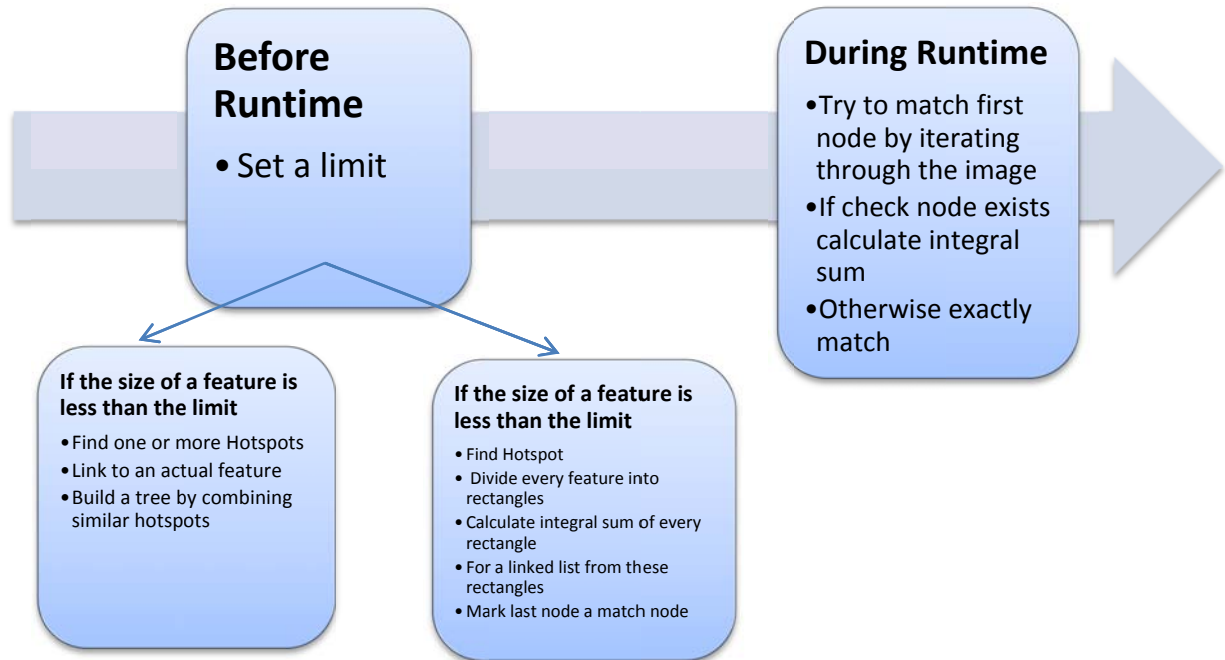 Before
Runtime
• Set a limit
During Runtime
•Try to match first
node by iterating
through the image
•If check node exists
calculate integral
sum
•Otherwise exactly
match
If the size of a feature is
less than the limit
•Find one or more Hotspots
•Link to an actual feature
•Build a tree by combining
similar hotspots
If the size of a feature is
less than the limit
•Find Hotspot
• Divide every feature into
rectangles
•Calculate integral sum of every
rectangle
•For a linked list from these
rectangles
•Mark last node a match node